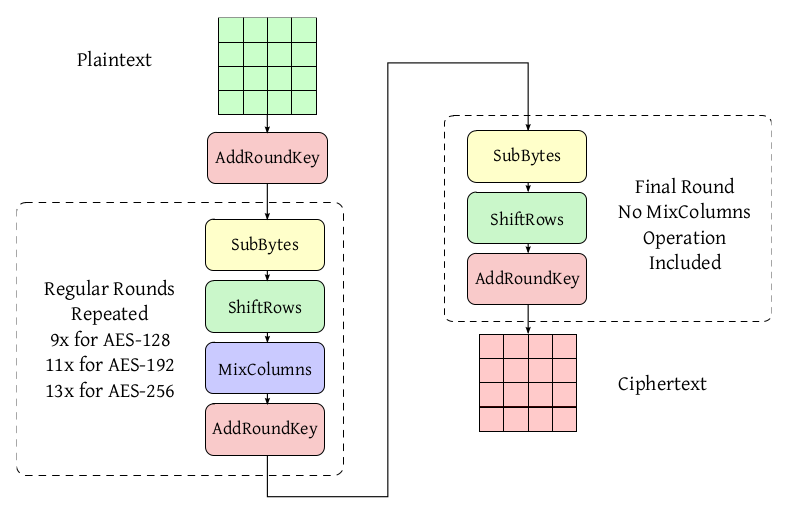 Plaintext
AddRoundKey
SubBytes
ShiftRows
MixColumns
AddRoundKey
Regular Rounds
Repeated
9x for AES-128
11x for AES-192
13x for AES-256
SubBytes
ShiftRows
AddRoundKey
Final Round
No MixColumns
Operation
Included
Ciphertext